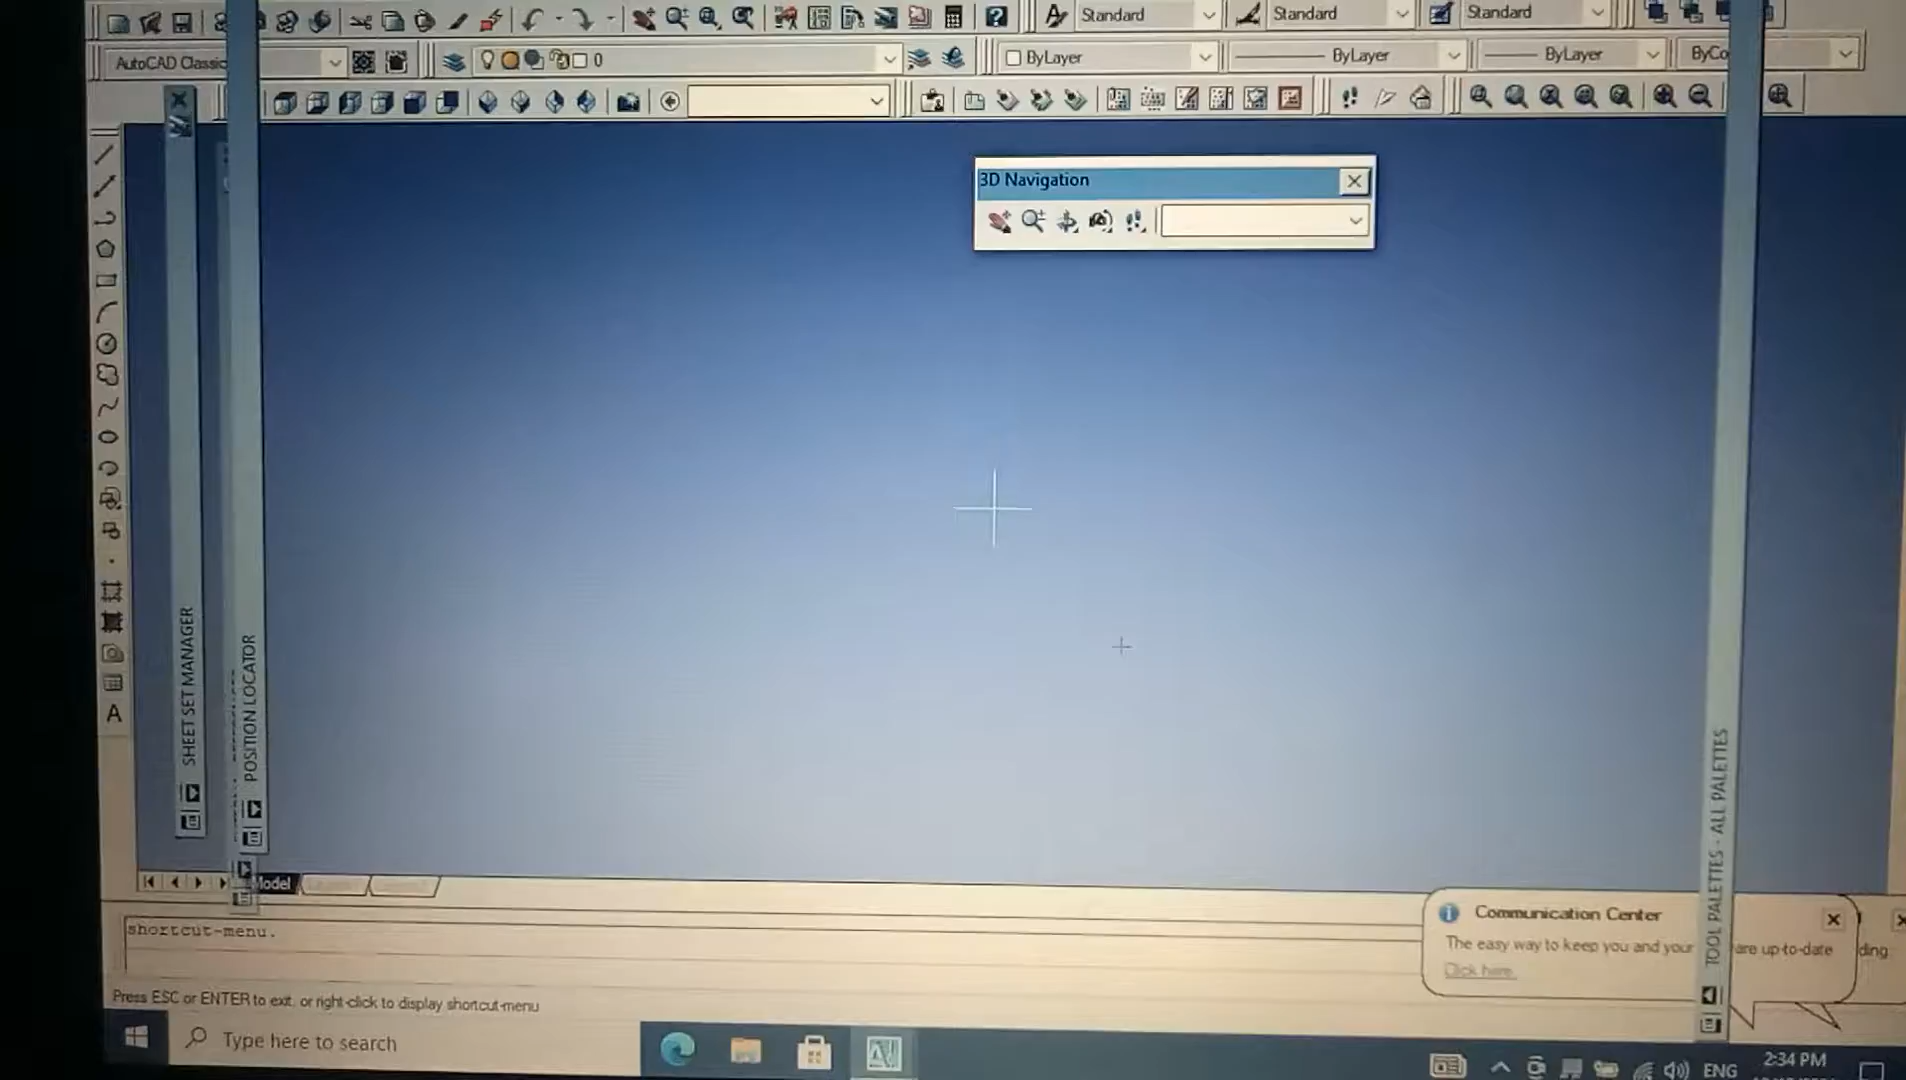 Standard
Standard
Standard
AutoCAD Classic
0
ByLayer
ByLayer
ByLayer
ByCo
3D Navigation
SHEET SET MANAGER
POSITION LOCATOR
TOOL PALETTES - ALL PALETTES
A
Model
shortcut-menu.
Communication Center
The easy way to keep you and your are up-to-date
ding
Click here.
Press ESC or ENTER to exit, or right-click to display shortcut-menu
Type here to search
ENG
2:34 PM